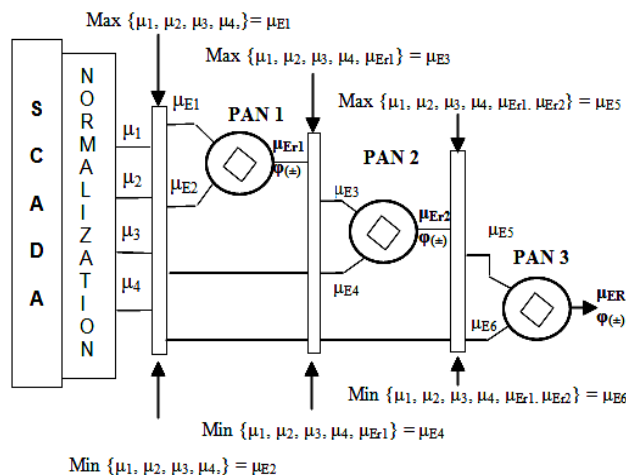 Max {μ1, μ2, μ3, μ4,}= μE1
Max {μ1, μ2, μ3, μ4, μEr1} = μE3
Max {μ1, μ2, μ3, μ4, μEr1, μEr2} = μE5
SCADA
NORMALIZATION
μ1
μ2
μ3
μ4
μE1
μE2
PAN 1
μEr1
φ(±)
μE3
μE4
PAN 2
μEr2
φ(±)
μE5
μE6
PAN 3
μER
φ(±)
Min {μ1, μ2, μ3, μ4, μEr1, μEr2} = μE6
Min {μ1, μ2, μ3, μ4, μEr1} = μE4
Min {μ1, μ2, μ3, μ4,} = μE2